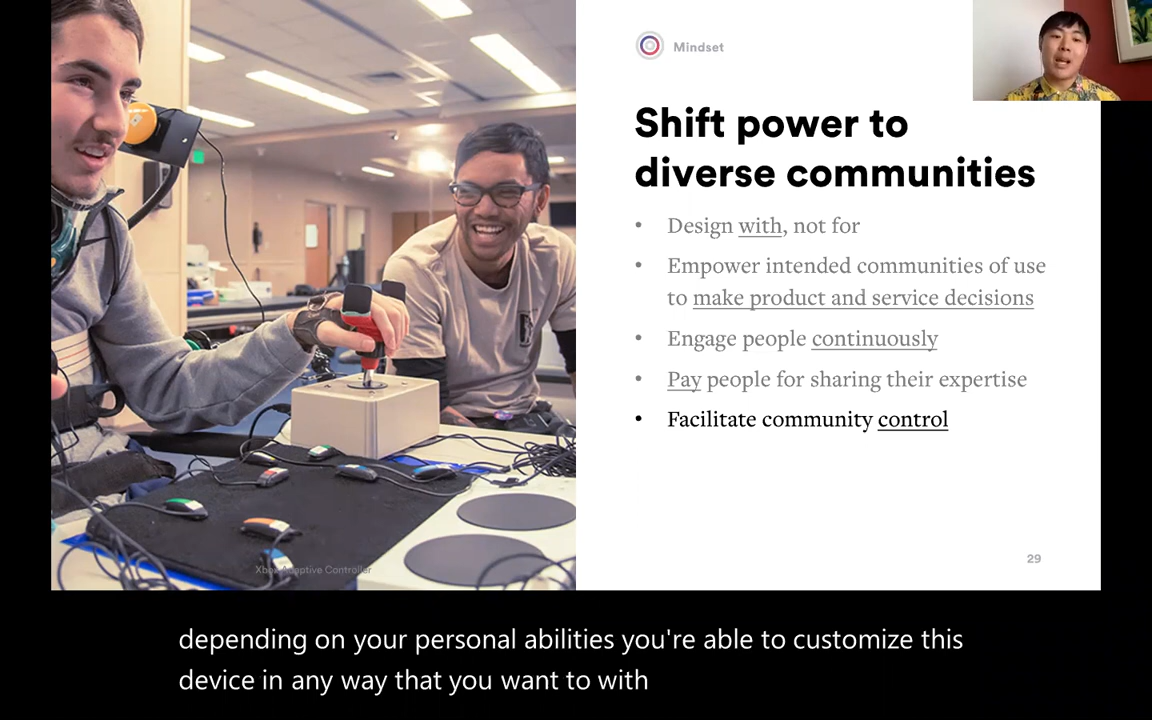 Mindset
Shift power to
diverse communities
• Design with, not for
• Empower intended communities of use
to make product and service decisions
• Engage people continuously
• Pay people for sharing their expertise
• Facilitate community control
Xbox Adaptive Controller
29
depending on your personal abilities you're able to customize this
device in any way that you want to with